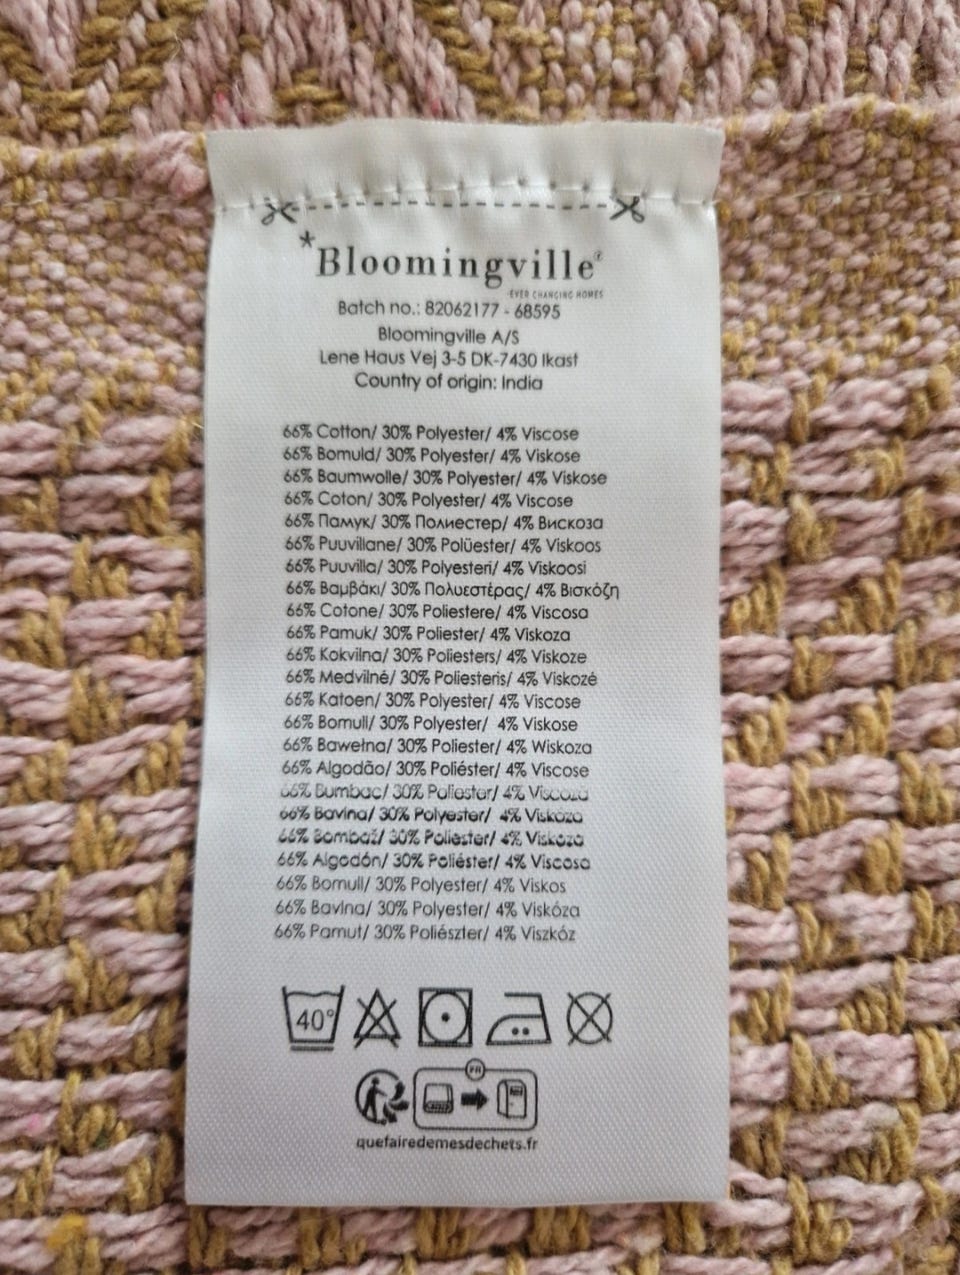 *Bloomingville®
EVER CHANGING HOMES
Batch no.: 82062177 - 68595
Bloomingville A/S
Lene Haus Vej 3-5 DK-7430 Ikast
Country of origin: India
66% Cotton/ 30% Polyester/ 4% Viscose
66% Bomuld/ 30% Polyester/ 4% Viskose
66% Baumwolle/ 30% Polyester/ 4% Viskose
66% Coton/ 30% Polyester/ 4% Viscose
66% Памук/ 30% Полиестер/ 4% Вискоза
66% Puuvillane/ 30% Polüester/ 4% Viskoos
66% Puuvilla/ 30% Polyesteri/ 4% Viskoosi
66% Βαμβάκι/ 30% Πολυεστέρας/ 4% Βισκόζη
66% Cotone/ 30% Poliestere/ 4% Viscosa
66% Pamuk/ 30% Poliester/ 4% Viskoza
66% Kokvilna/ 30% Poliesters/ 4% Viskoze
66% Medvilné/ 30% Poliesteris/ 4% Viskozé
66% Katoen/ 30% Polyester/ 4% Viscose
66% Bomull/ 30% Polyester/ 4% Viskose
66% Bawełna/ 30% Poliester/ 4% Wiskoza
66% Algodão/ 30% Poliéster/ 4% Viscose
66% Bumbac/ 30% Poliester/ 4% Viscoza
66% Bavlna/ 30% Polyester/ 4% Viskóza
66% Bombaž/ 30% Poliester/ 4% Viskoza
66% Algodón/ 30% Poliéster/ 4% Viscosa
66% Bomull/ 30% Polyester/ 4% Viskos
66% Bavlna/ 30% Polyester/ 4% Viskóza
66% Pamut/ 30% Poliészter/ 4% Viszkóz
40°
FR
quefairedemesdechets.fr